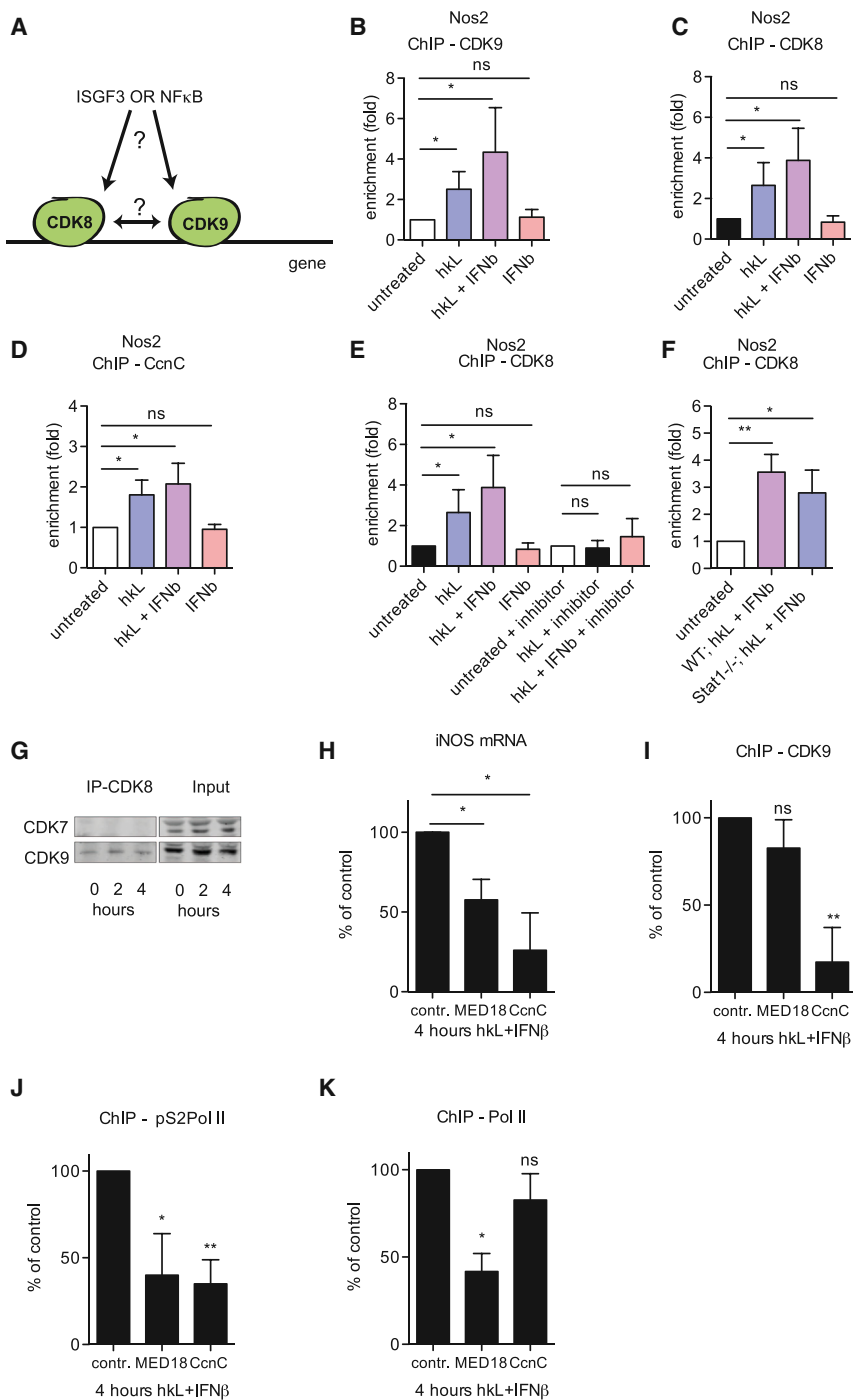 A
ISGF3 OR NFκB
?
CDK8
?
CDK9
gene
B
Nos2
ChIP - CDK9
ns
*
*
enrichment (fold)
8
6
4
2
0
untreated
hkL
hkL + IFNb
IFNb
C
Nos2
ChIP - CDK8
ns
*
*
enrichment (fold)
8
6
4
2
0
untreated
hkL
hkL + IFNb
IFNb
D
Nos2
ChIP - CcnC
ns
*
*
enrichment (fold)
4
3
2
1
0
untreated
hkL
hkL + IFNb
IFNb
E
Nos2
ChIP - CDK8
ns
*
*
ns
ns
enrichment (fold)
8
6
4
2
0
untreated
hkL
hkL + IFNb
IFNb
untreated + inhibitor
hkL + inhibitor
hkL + IFNb + inhibitor
F
Nos2
ChIP - CDK8
*
**
enrichment (fold)
5
4
3
2
1
0
untreated
WT; hkL + IFNb
Stat1-/-; hkL + IFNb
G
IP-CDK8 Input
CDK7
CDK9
0 2 4 0 2 4
hours hours
H
iNOS mRNA
*
*
% of control
100
50
0
contr. MED18 CcnC
4 hours hkL+IFNβ
I
ChIP - CDK9
ns
**
% of control
100
50
0
contr. MED18 CcnC
4 hours hkL+IFNβ
J
ChIP - pS2Pol II
*
**
% of control
100
50
0
contr. MED18 CcnC
4 hours hkL+IFNβ
K
ChIP - Pol II
ns
*
% of control
100
50
0
contr. MED18 CcnC
4 hours hkL+IFNβ